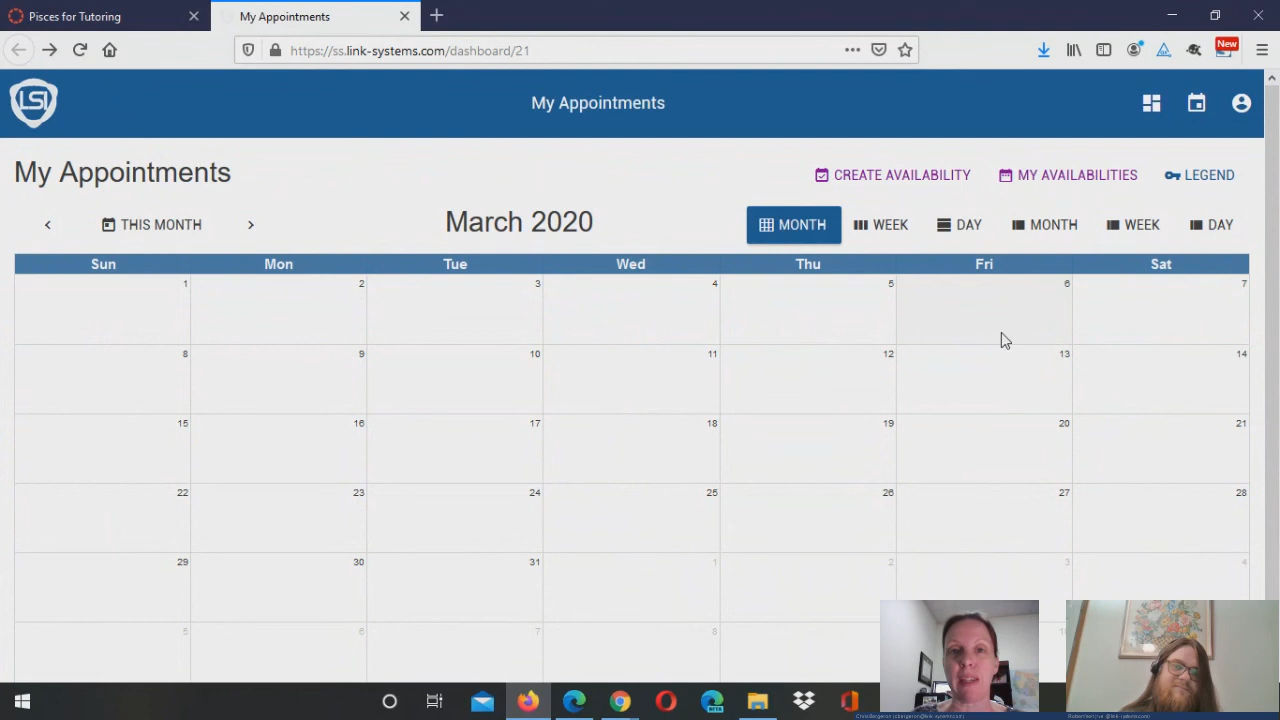 Pisces for Tutoring
My Appointments
https://ss.link-systems.com/dashboard/21
New
LSI
My Appointments
My Appointments
CREATE AVAILABILITY MY AVAILABILITIES LEGEND
THIS MONTH March 2020 MONTH WEEK DAY MONTH WEEK DAY
Sun Mon Tue Wed Thu Fri Sat
1 2 3 4 5 6 7
8 9 10 11 12 13 14
15 16 17 18 19 20 21
22 23 24 25 26 27 28
29 30 31 1 2 3 4
5 6 7 8
BETA